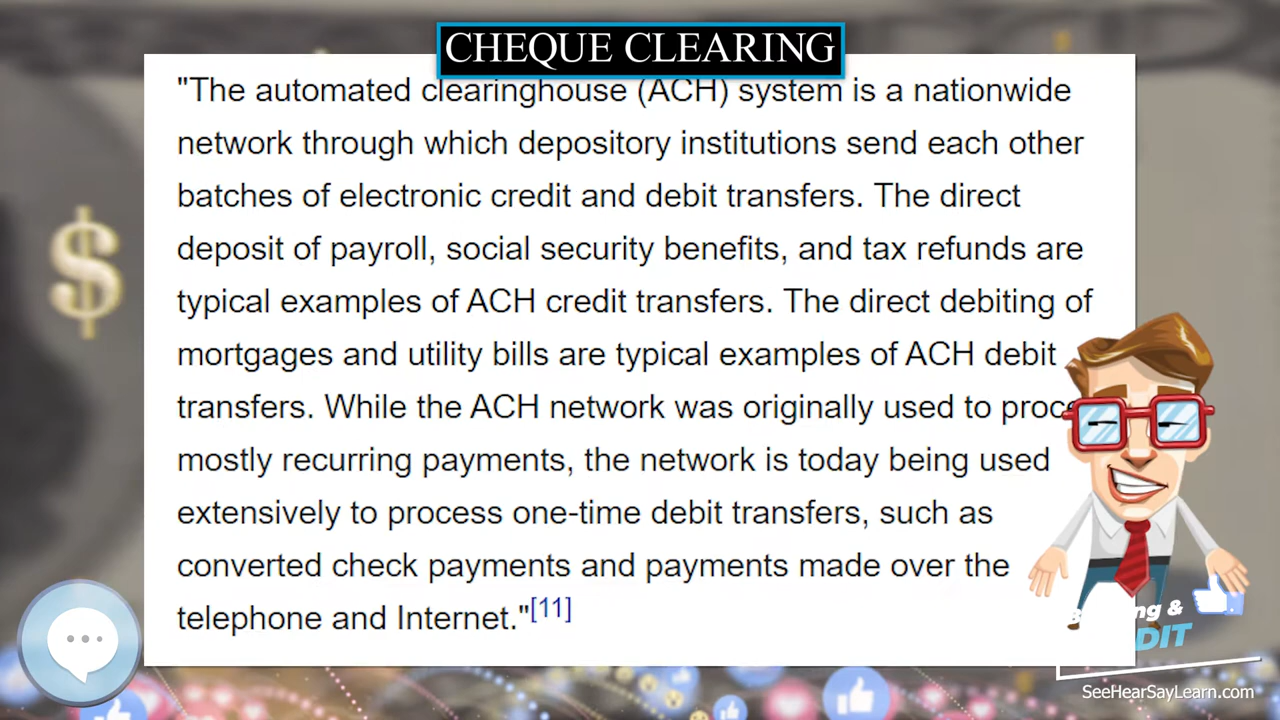 CHEQUE CLEARING
"The automated clearinghouse (ACH) system is a nationwide
network through which depository institutions send each other
batches of electronic credit and debit transfers. The direct
deposit of payroll, social security benefits, and tax refunds are
typical examples of ACH credit transfers. The direct debiting of
mortgages and utility bills are typical examples of ACH debit
transfers. While the ACH network was originally used to
mostly recurring payments, the network is today being used
extensively to process one-time debit transfers, such as
converted check payments and payments made over the
telephone and Internet."[11]
&
SeeHearSayLearn.com